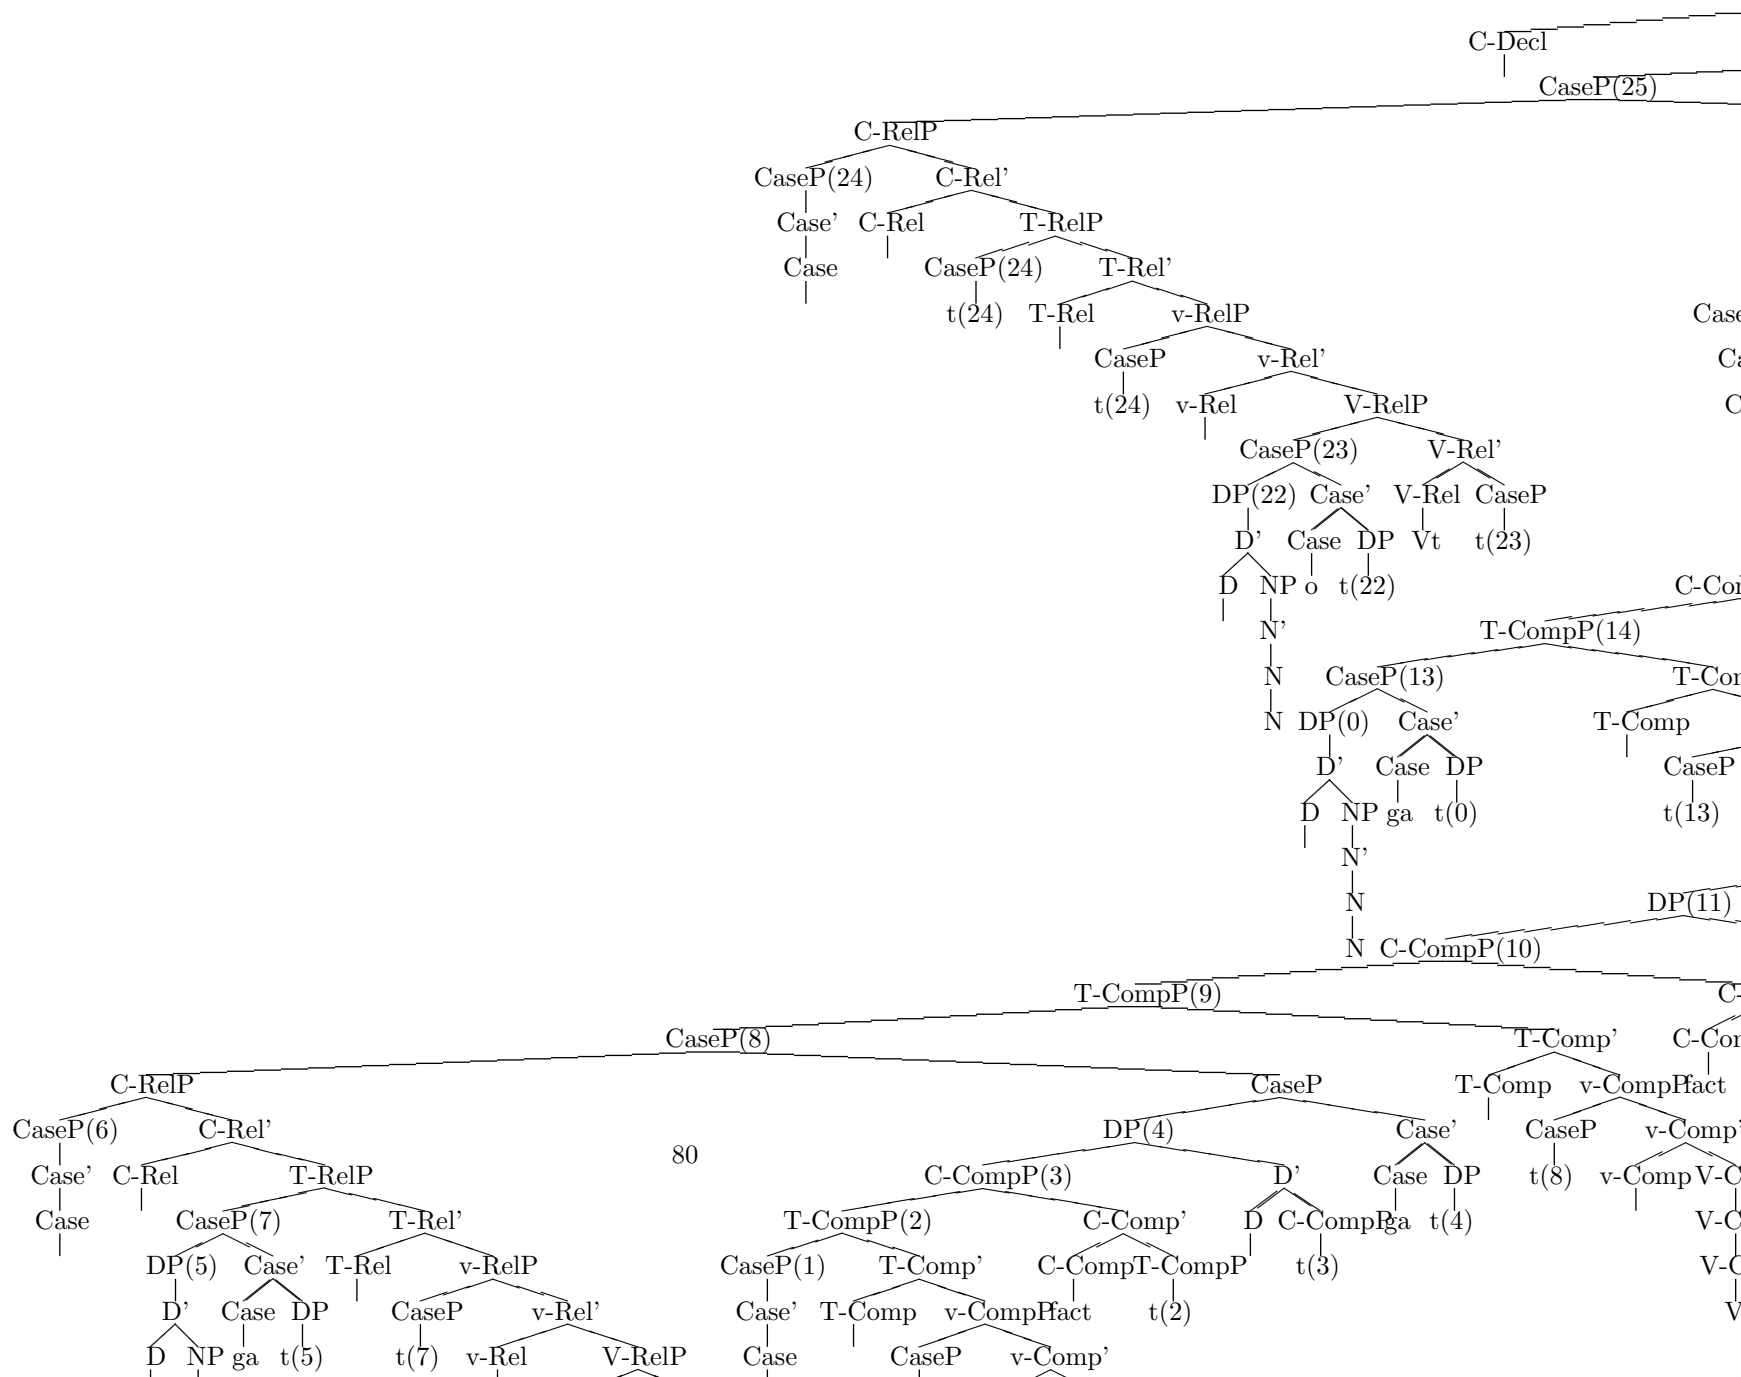 C-Decl
CaseP(25)
C-RelP
CaseP(24) C-Rel'
Case' C-Rel T-RelP
Case CaseP(24) T-Rel'
t(24) T-Rel v-RelP Case
CaseP v-Rel' Ca
t(24) v-Rel V-RelP C
CaseP(23) V-Rel'
DP(22) Case' V-Rel CaseP
D' Case DP Vt t(23)
D NP o t(22) C-Com
N' T-CompP(14)
N CaseP(13) T-Com
N DP(0) Case' T-Comp
D' Case DP CaseP
D NP ga t(0) t(13)
N'
N DP(11)
N C-CompP(10)
T-CompP(9) C-
CaseP(8) T-Comp' C-Com
C-RelP CaseP T-Comp v-CompP fact
CaseP(6) C-Rel' DP(4) Case' CaseP v-Comp'
80
Case' C-Rel T-RelP C-CompP(3) D' Case DP t(8) v-Comp V-C
Case CaseP(7) T-Rel' T-CompP(2) C-Comp' D C-CompP ga t(4) V-C
DP(5) Case' T-Rel v-RelP CaseP(1) T-Comp' C-Comp T-CompP t(3) V-C
D' Case DP CaseP v-Rel' Case' T-Comp v-CompP fact t(2) V
D NP ga t(5) t(7) v-Rel V-RelP Case CaseP v-Comp'